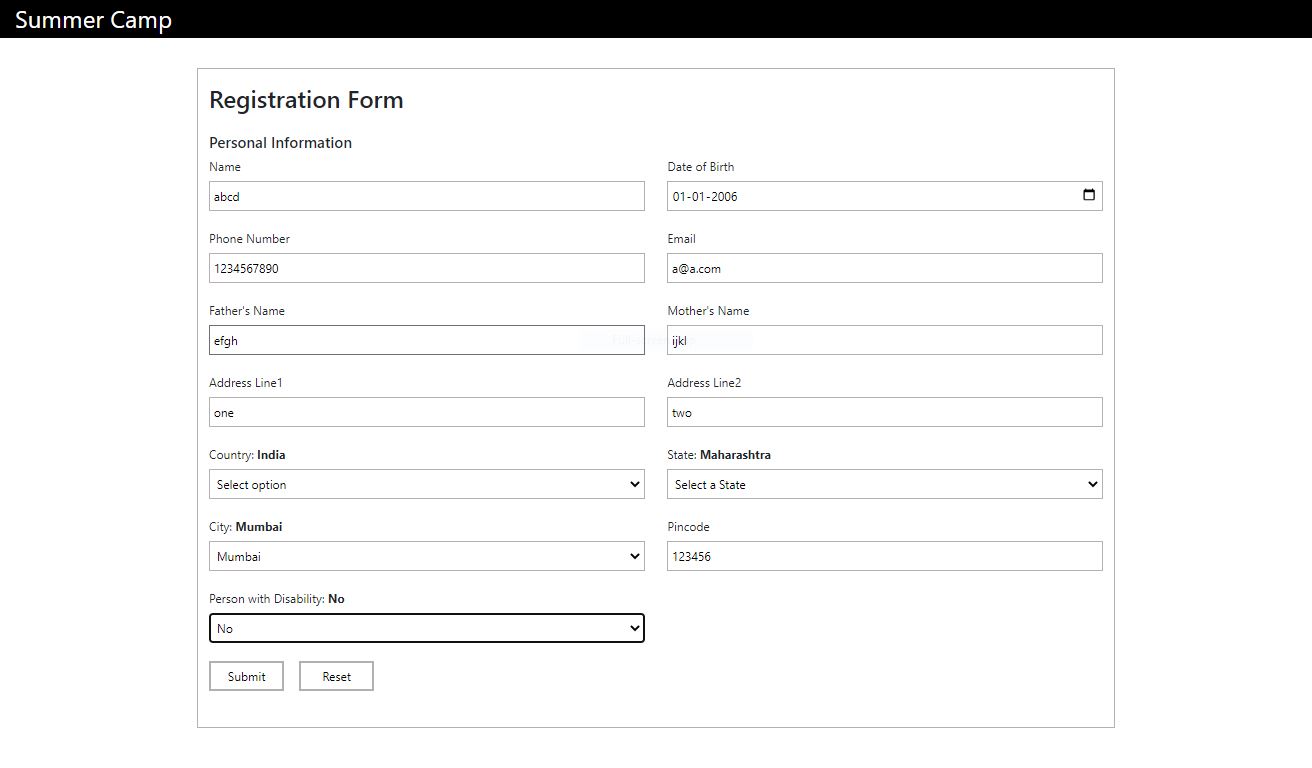 Summer Camp
Registration Form
Personal Information
Name
Date of Birth
abcd
01-01-2006
Phone Number
Email
1234567890
a@a.com
Father's Name
Mother's Name
efgh
ijkl
Address Line1
Address Line2
one
two
Country: India
State: Maharashtra
Select option
Select a State
City: Mumbai
Pincode
Mumbai
123456
Person with Disability: No
No
Submit
Reset